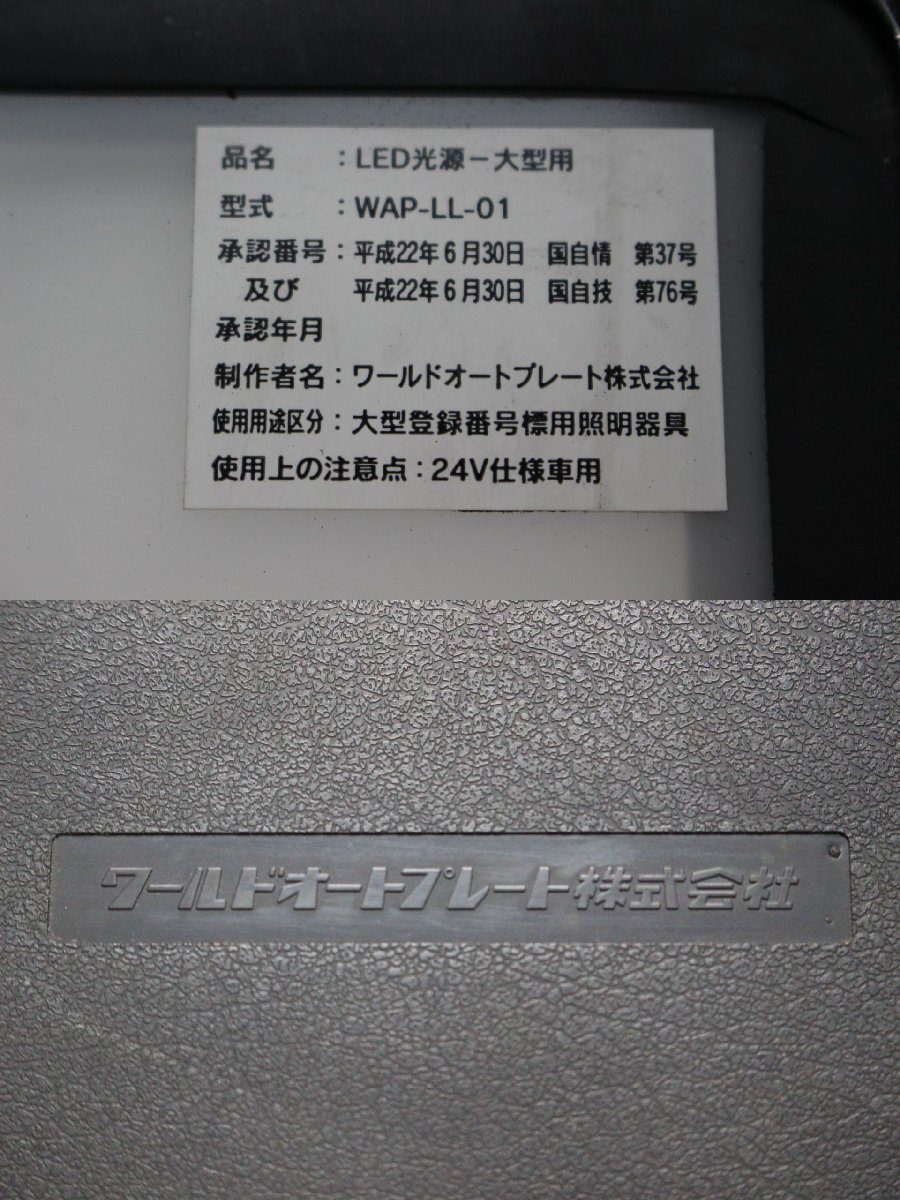 品名　：LED光源－大型用
型式　：WAP-LL-01
承認番号：平成22年6月30日　国自情　第37号
及び　平成22年6月30日　国自技　第76号
承認年月
制作者名：ワールドオートプレート株式会社
使用用途区分：大型登録番号標用照明器具
使用上の注意点：24V仕様車用
ワールドオートプレート株式会社